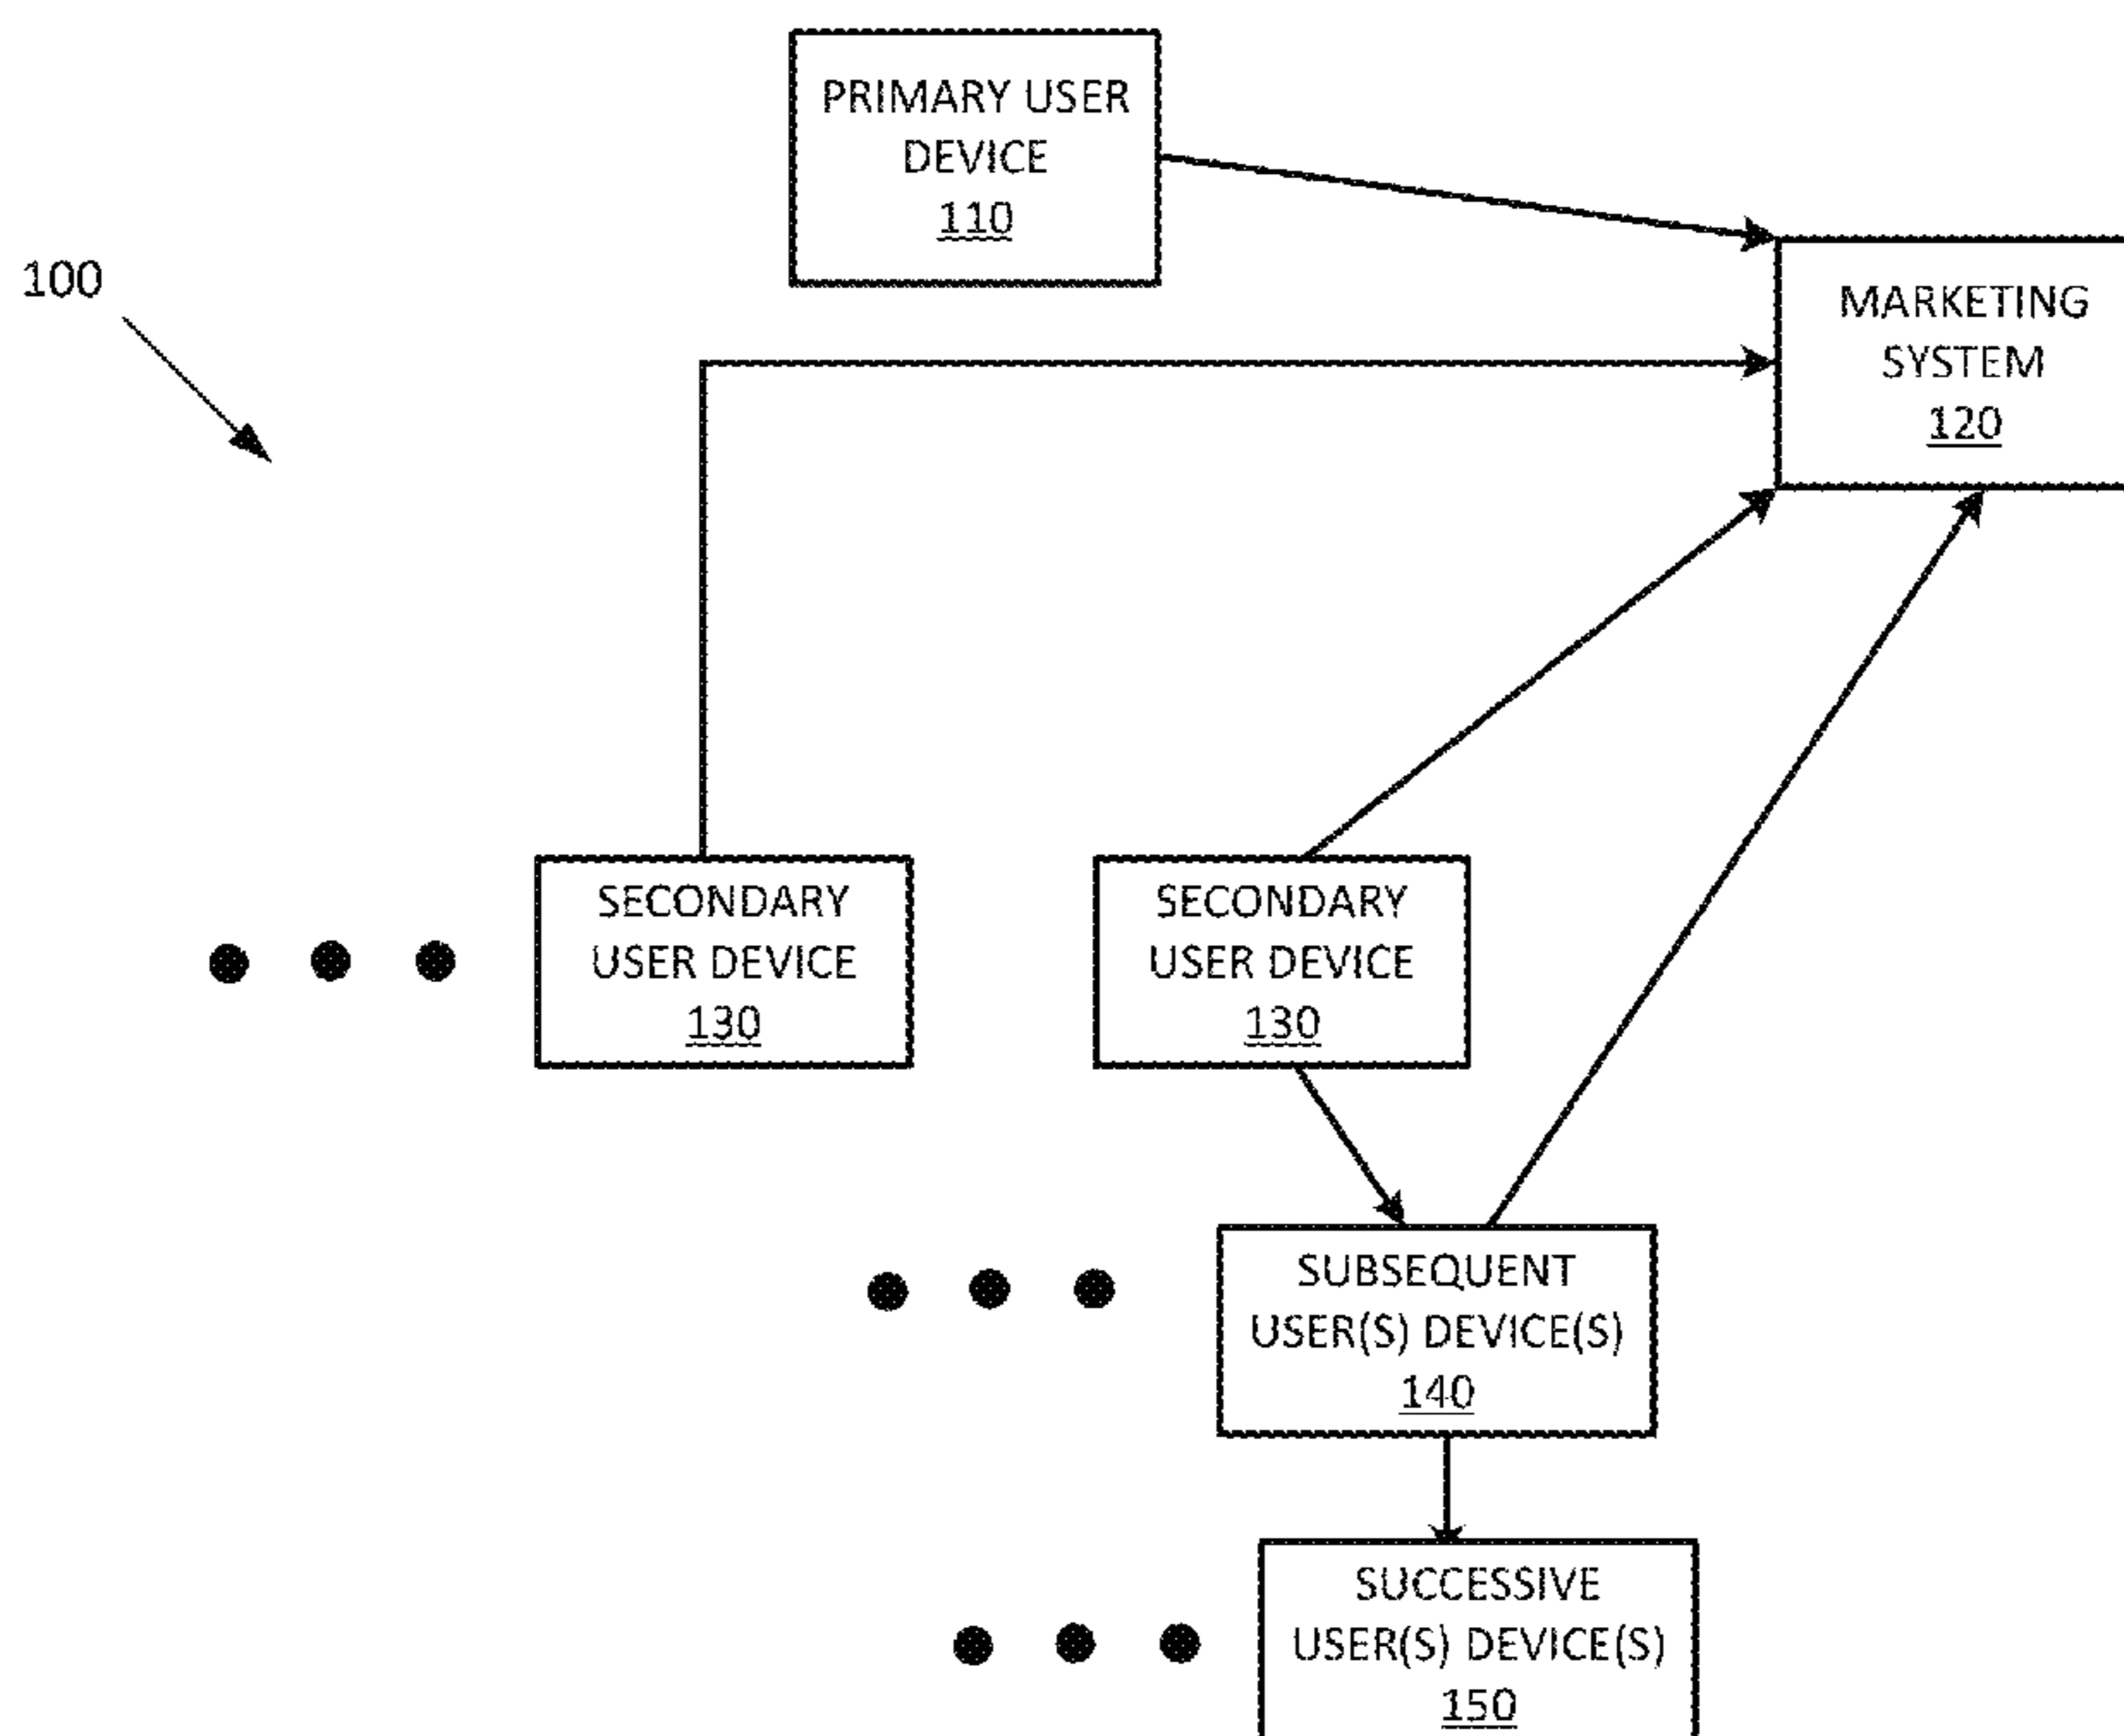 PRIMARY USER
DEVICE
110
100
MARKETING
SYSTEM
120
SECONDARY
USER DEVICE
130
SECONDARY
USER DEVICE
130
SUBSEQUENT
USER(S) DEVICE(S)
140
SUCCESSIVE
USER(S) DEVICE(S)
150